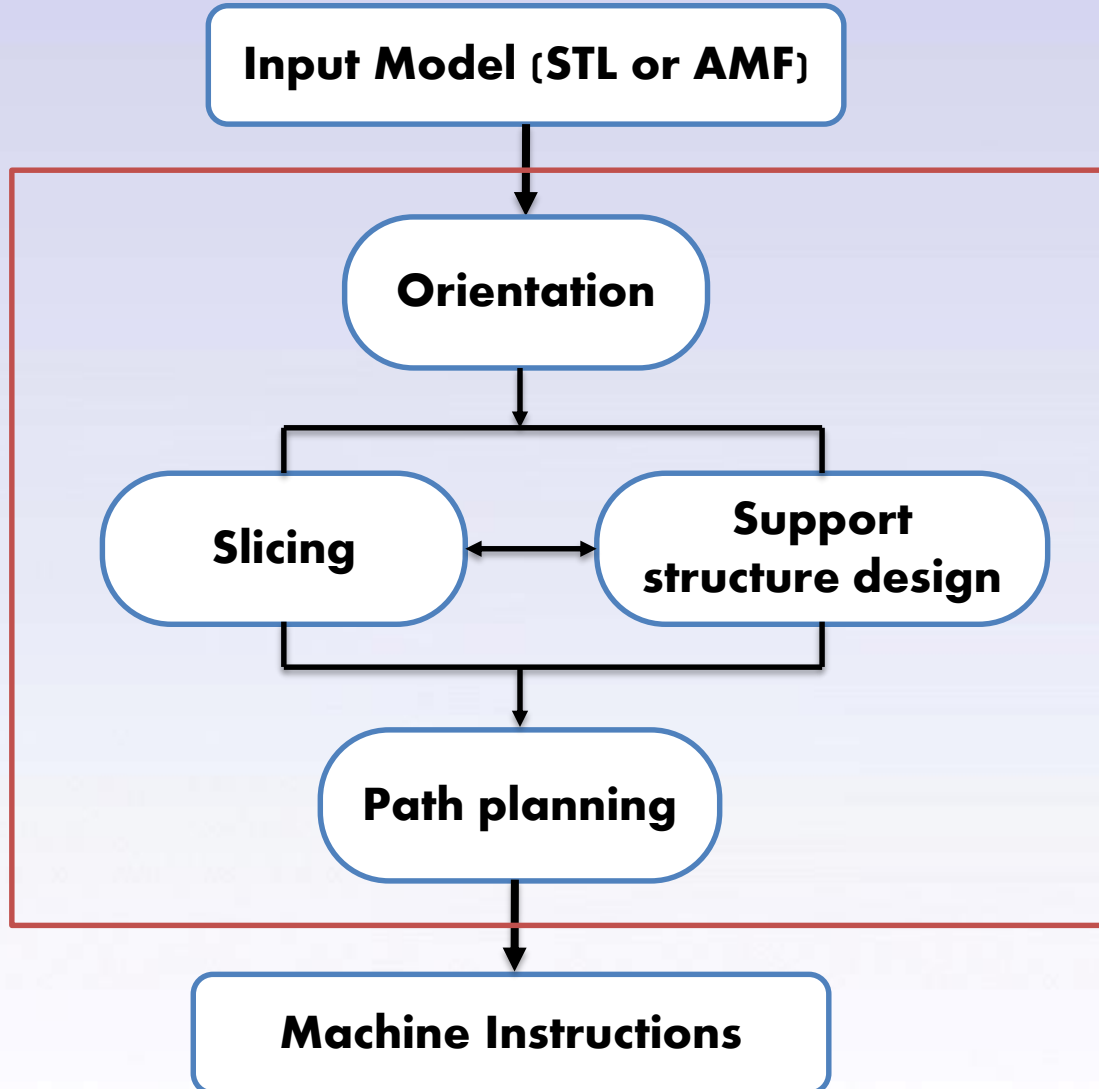 Input Model (STL or AMF)
Orientation
Slicing
Support
structure design
Path planning
Machine Instructions